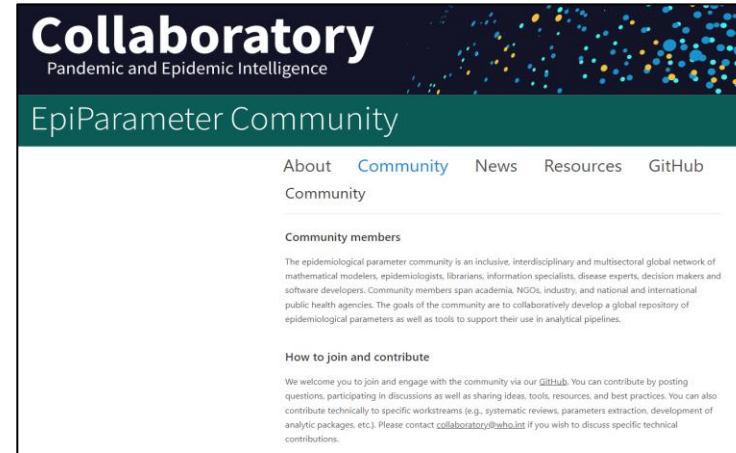 Collaboratory
Pandemic and Epidemic Intelligence
EpiParameter Community
About Community News Resources GitHub
Community
Community members
The epidemiological parameter community is an inclusive, interdisciplinary and multisectoral global network of
mathematical modelers, epidemiologists, librarians, information specialists, disease experts, decision makers and
software developers. Community members span academia, NGOs, industry, and national and international
public health agencies. The goals of the community are to collaboratively develop a global repository of
epidemiological parameters as well as tools to support their use in analytical pipelines.
How to join and contribute
We welcome you to join and engage with the community via our GitHub. You can contribute by posting
questions, participating in discussions as well as sharing ideas, tools, resources, and best practices. You can also
contribute technically to specific workstreams (e.g., systematic reviews, parameters extraction, development of
analytic packages, etc.). Please contact collaboratory@who.int if you wish to discuss specific technical
contributions.